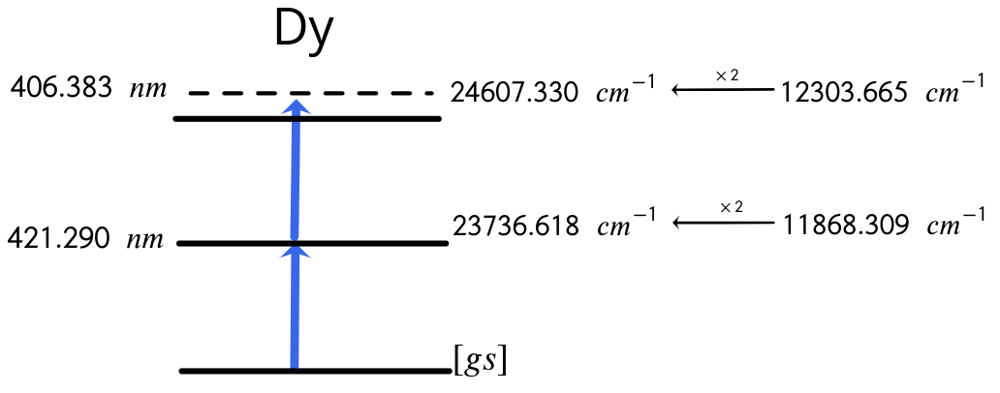 Dy
406.383 nm 24607.330 cm⁻¹ ×2 12303.665 cm⁻¹
421.290 nm 23736.618 cm⁻¹ ×2 11868.309 cm⁻¹
[gs]